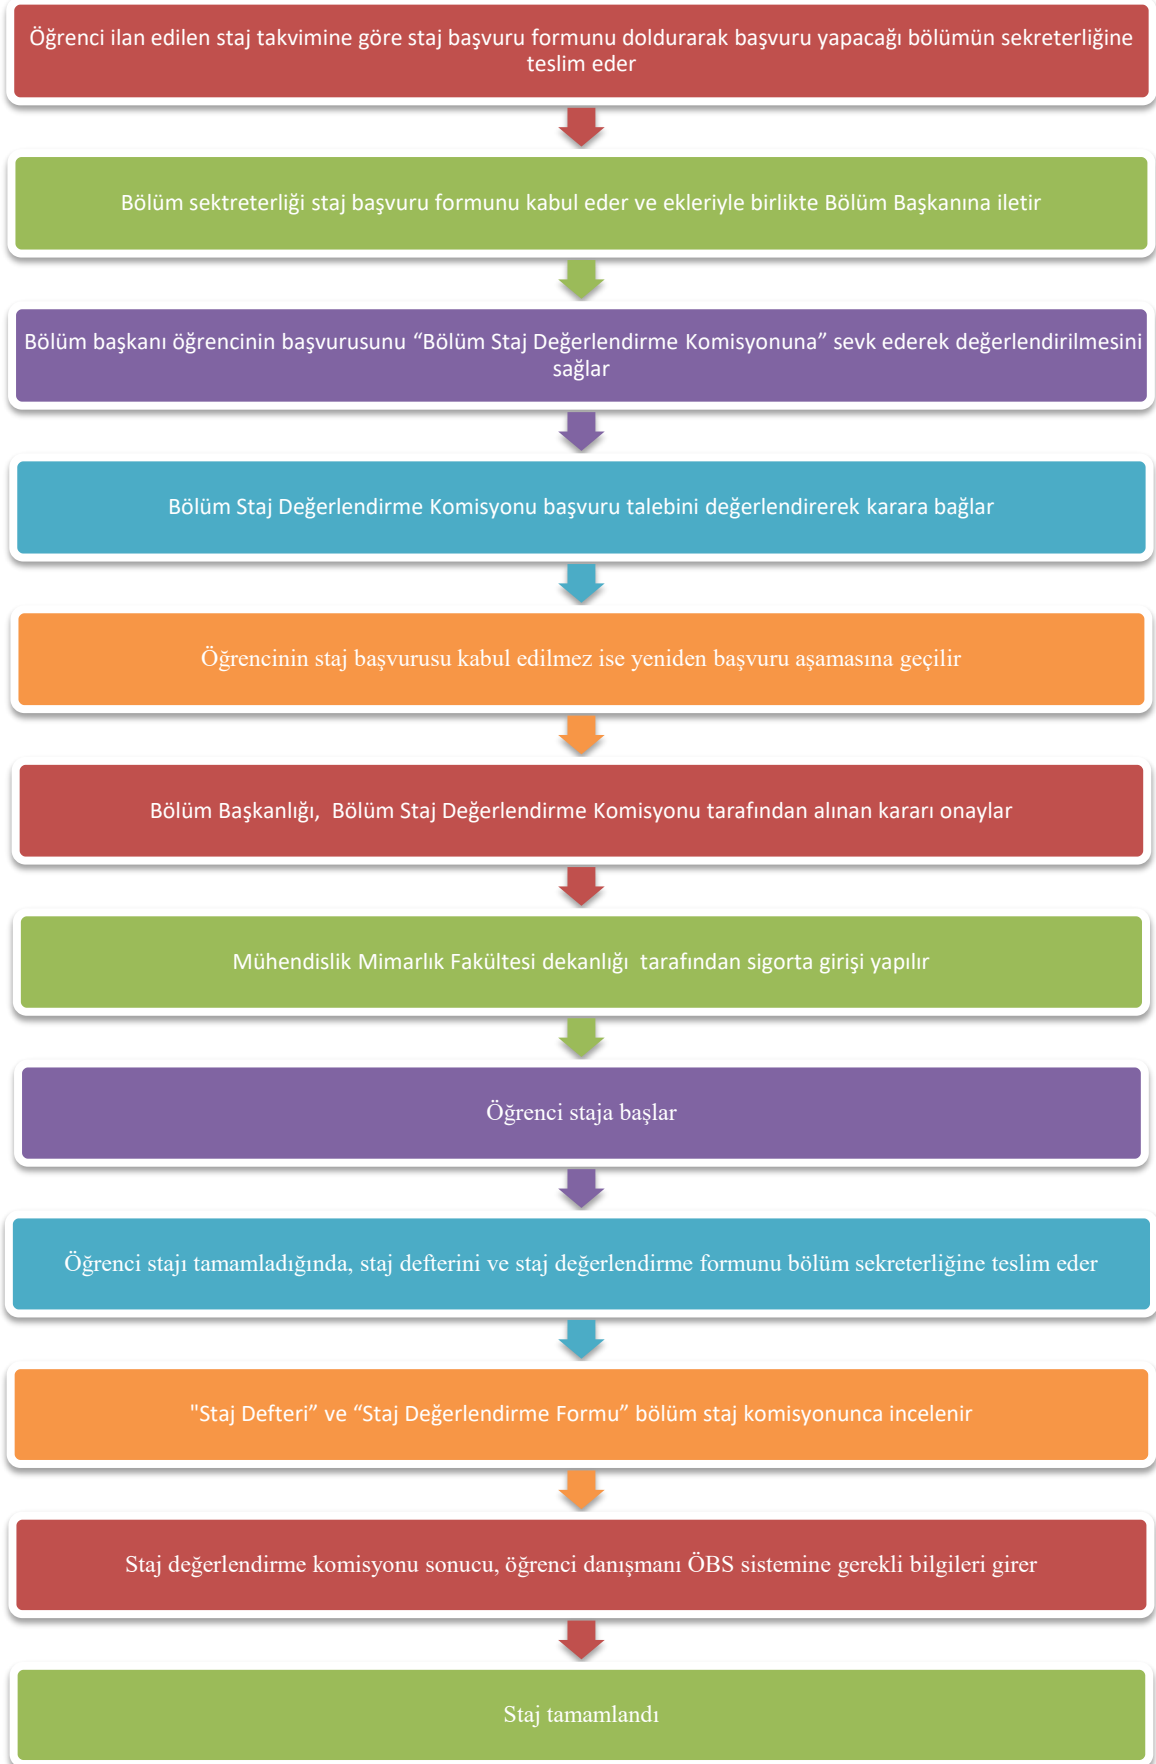 Öğrenci ilan edilen staj takvimine göre staj başvuru formunu doldurarak başvuru yapacağı bölümün sekreterliğine
teslim eder
Bölüm sektreterliği staj başvuru formunu kabul eder ve ekleriyle birlikte Bölüm Başkanına iletir
Bölüm başkanı öğrencinin başvurusunu “Bölüm Staj Değerlendirme Komisyonuna” sevk ederek değerlendirilmesini
sağlar
Bölüm Staj Değerlendirme Komisyonu başvuru talebini değerlendirerek karara bağlar
Öğrencinin staj başvurusu kabul edilmez ise yeniden başvuru aşamasına geçilir
Bölüm Başkanlığı,  Bölüm Staj Değerlendirme Komisyonu tarafından alınan kararı onaylar
Mühendislik Mimarlık Fakültesi dekanlığı  tarafından sigorta girişi yapılır
Öğrenci staja başlar
Öğrenci stajı tamamladığında, staj defterini ve staj değerlendirme formunu bölüm sekreterliğine teslim eder
"Staj Defteri” ve “Staj Değerlendirme Formu” bölüm staj komisyonunca incelenir
Staj değerlendirme komisyonu sonucu, öğrenci danışmanı ÖBS sistemine gerekli bilgileri girer
Staj tamamlandı